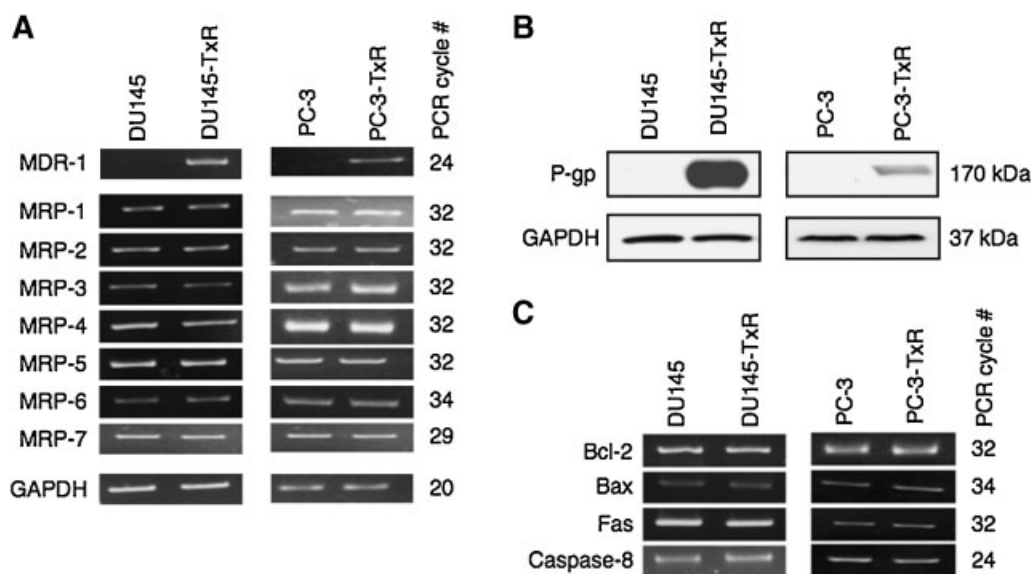 A
DU145
DU145-TxR
PC-3
PC-3-TxR
PCR cycle #
MDR-1 24
MRP-1 32
MRP-2 32
MRP-3 32
MRP-4 32
MRP-5 32
MRP-6 34
MRP-7 29
GAPDH 20
B
DU145
DU145-TxR
PC-3
PC-3-TxR
P-gp 170 kDa
GAPDH 37 kDa
C
DU145
DU145-TxR
PC-3
PC-3-TxR
PCR cycle #
Bcl-2 32
Bax 34
Fas 32
Caspase-8 24